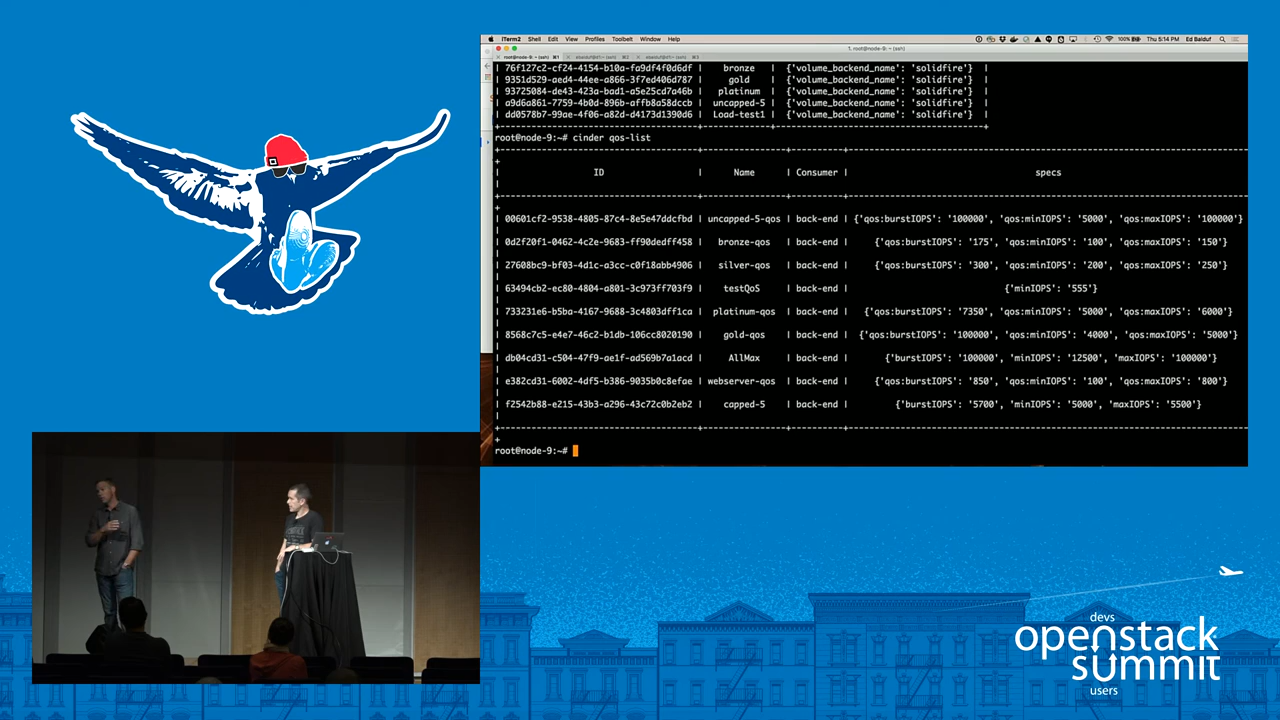 iTerm2 Shell Edit View Profiles Toolbelt Window Help 100% Thu 5:14 PM Ed Balduf
1. root@node-9: (ssh)
root@node-9:~ (ssh) ⌘1
| 76f127c2-cf24-4154-b10a-fa9df4f0d6df | bronze | {'volume_backend_name': 'solidfire'} |
| 9351d529-aed4-44ee-a866-3f7ed406d787 | gold | {'volume_backend_name': 'solidfire'} |
| 93725084-de43-423a-bad1-a5e25cd7a46b | platinum | {'volume_backend_name': 'solidfire'} |
| a9d6a861-7759-4b0d-896b-affb8a58dccb | uncapped-5 | {'volume_backend_name': 'solidfire'} |
| dd0578b7-99ae-4f06-a82d-d4173d1390d6 | Load-test1 | {'volume_backend_name': 'solidfire'} |
root@node-9:~# cinder qos-list
| ID | Name | Consumer | specs
| 00601cf2-9538-4805-87c4-8e5e47ddcfbd | uncapped-5-qos | back-end | {'qos:burstIOPS': '100000', 'qos:minIOPS': '5000', 'qos:maxIOPS': '100000'}
| 0d2f20f1-0462-4c2e-9683-ff90dedff458 | bronze-qos | back-end | {'qos:burstIOPS': '175', 'qos:minIOPS': '100', 'qos:maxIOPS': '150'}
| 27608bc9-bf03-4d1c-a3cc-c0f18abb4906 | silver-qos | back-end | {'qos:burstIOPS': '300', 'qos:minIOPS': '200', 'qos:maxIOPS': '250'}
| 63494cb2-ec80-4804-a801-3c973ff703f9 | testQoS | back-end | {'minIOPS': '555'}
| 733231e6-b5ba-4167-9688-3c4803dff1ca | platinum-qos | back-end | {'qos:burstIOPS': '7350', 'qos:minIOPS': '5000', 'qos:maxIOPS': '6000'}
| 8568c7c5-e4e7-46c2-b1db-106cc8020190 | gold-qos | back-end | {'qos:burstIOPS': '100000', 'qos:minIOPS': '4000', 'qos:maxIOPS': '5000'}
| db04cd31-c504-47f9-ae1f-ad569b7a1acd | AllMax | back-end | {'burstIOPS': '100000', 'minIOPS': '12500', 'maxIOPS': '100000'}
| e382cd31-6002-4df5-b386-9035b0c8efae | webserver-qos | back-end | {'qos:burstIOPS': '850', 'qos:minIOPS': '100', 'qos:maxIOPS': '800'}
| f2542b88-e215-43b3-a296-43c72c0b2eb2 | capped-5 | back-end | {'burstIOPS': '5700', 'minIOPS': '5000', 'maxIOPS': '5500'}
root@node-9:~#
devs
openstack
summit
users